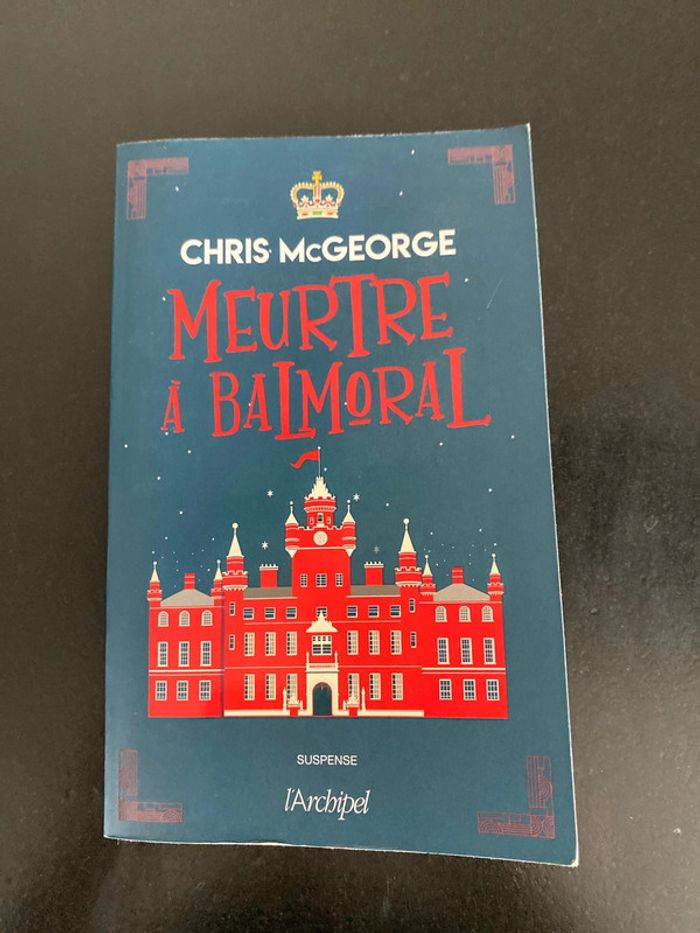 CHRIS McGEORGE
MEURTRE
À BALMORAL
SUSPENSE
l'Archipel